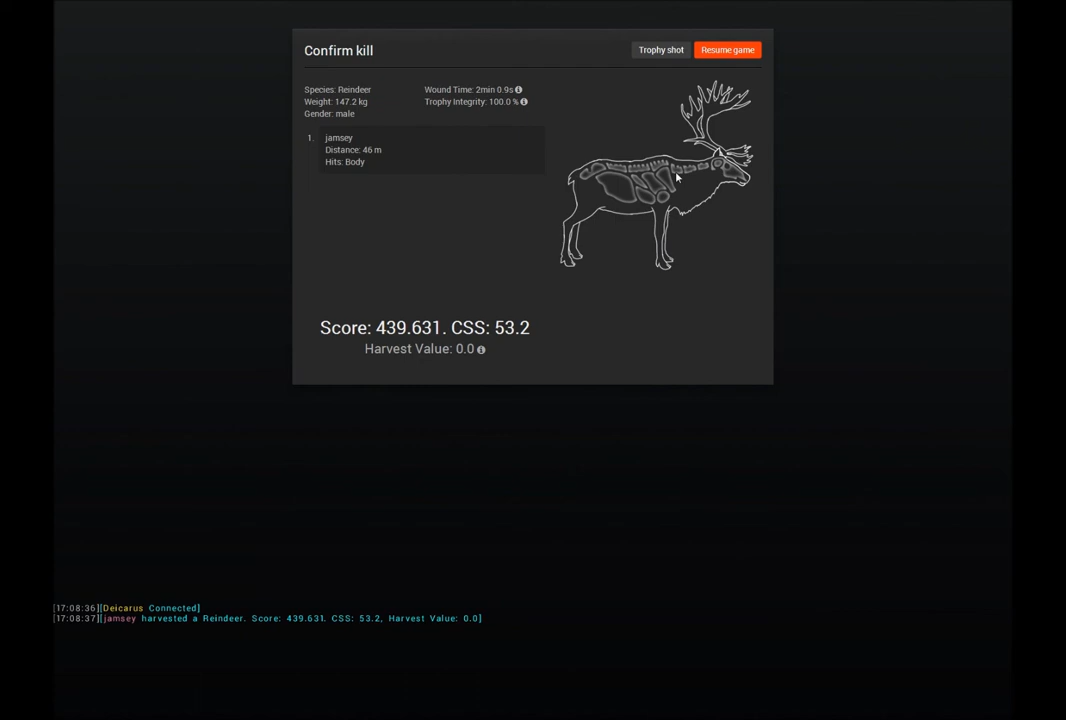 Confirm kill
Trophy shot
Resume game
Species: Reindeer
Weight: 147.2 kg
Gender: male
Wound Time: 2min 0.9s
Trophy Integrity: 100.0 %
1.
jamsey
Distance: 46 m
Hits: Body
Score: 439.631. CSS: 53.2
Harvest Value: 0.0
[17:08:36][Deicarus Connected]
[17:08:37][jamsey harvested a Reindeer. Score: 439.631. CSS: 53.2, Harvest Value: 0.0]